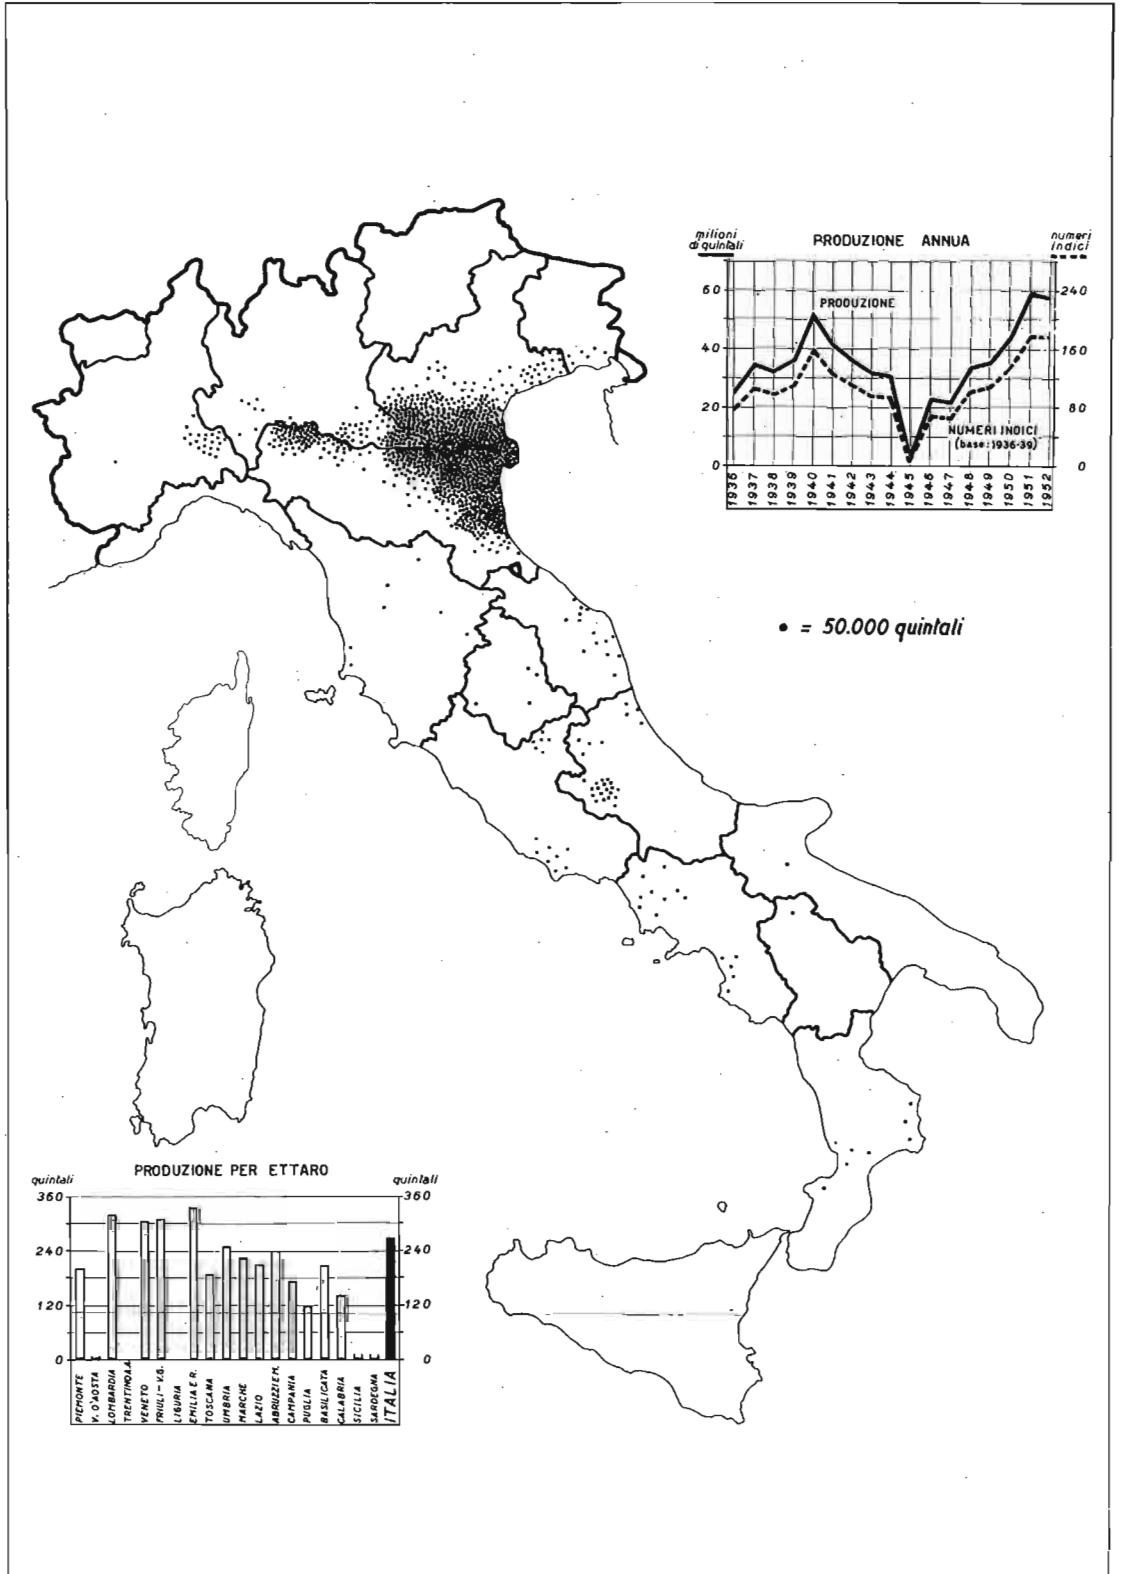 milioni
di quintali
PRODUZIONE ANNUA
numeri
indici
60
240
PRODUZIONE
40
160
20
80
NUMERI INDICI
(base: 1936-39)
0
0
1936
1937
1938
1939
1940
1941
1942
1943
1944
1945
1946
1947
1948
1949
1950
1951
1952
• = 50.000 quintali
PRODUZIONE PER ETTARO
quintali
quintali
360
360
240
240
120
120
0
0
PIEMONTE
V. D'AOSTA
LOMBARDIA
TRENTINO A.A.
VENETO
FRIULI-V.G.
LIGURIA
EMILIA E R.
TOSCANA
UMBRIA
MARCHE
LAZIO
ABRUZZI E M.
CAMPANIA
PUGLIA
BASILICATA
CALABRIA
SICILIA
SARDEGNA
ITALIA